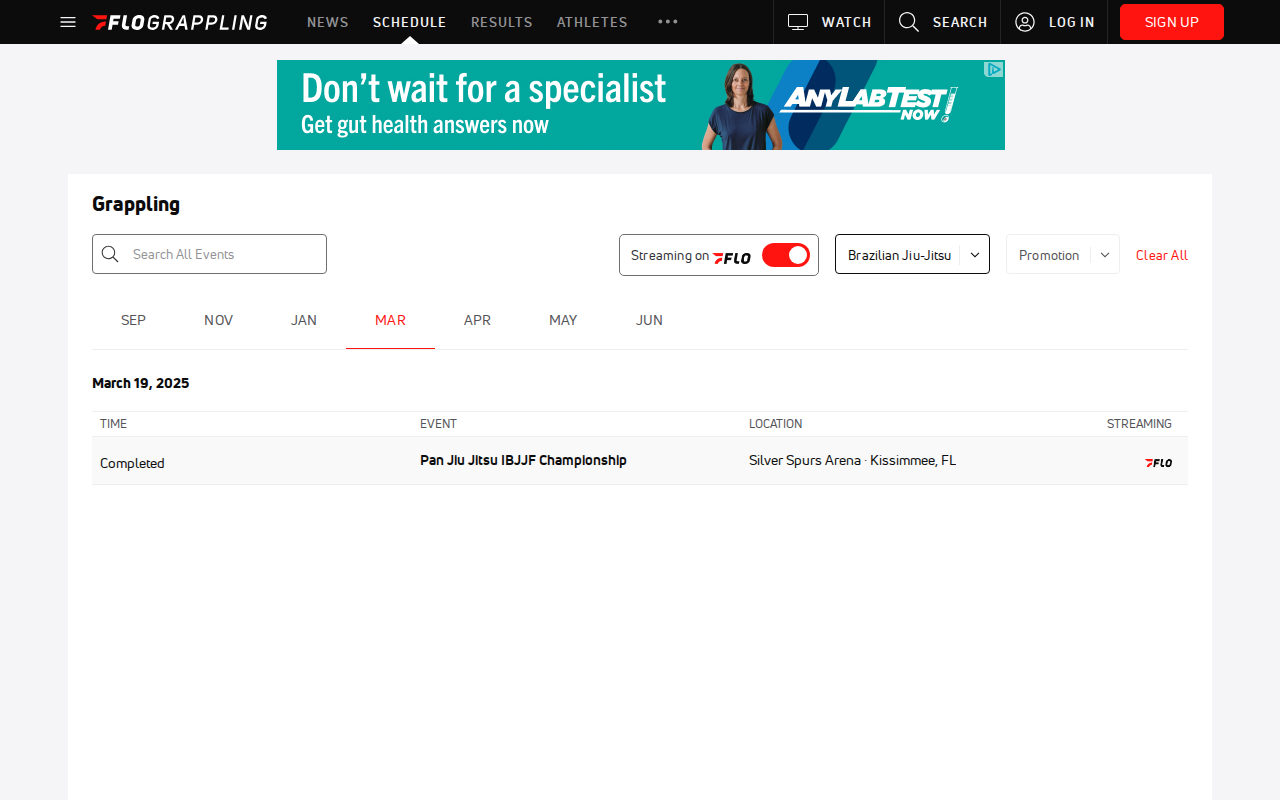 FLOGRAPPLING NEWS SCHEDULE RESULTS ATHLETES WATCH SEARCH LOG IN SIGN UP
Don't wait for a specialist
Get gut health answers now
ANYLABTEST NOW!
Grappling
Search All Events
Streaming on FLO
Brazilian Jiu-Jitsu
Promotion
Clear All
SEP NOV JAN MAR APR MAY JUN
March 19, 2025
TIME EVENT LOCATION STREAMING
Completed Pan Jiu Jitsu IBJJF Championship Silver Spurs Arena · Kissimmee, FL FLO